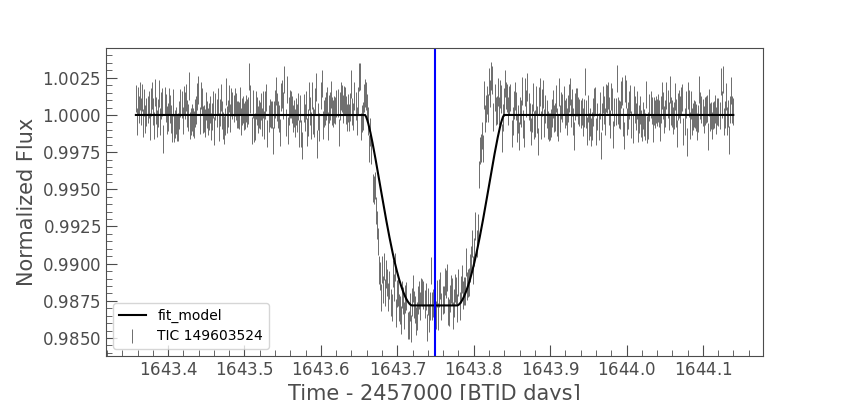 1.0025
1.0000
0.9975
0.9950
0.9925
0.9900
0.9875
0.9850
Normalized Flux
fit_model
TIC 149603524
1643.4 1643.5 1643.6 1643.7 1643.8 1643.9 1644.0 1644.1
Time - 2457000 [BTJD days]